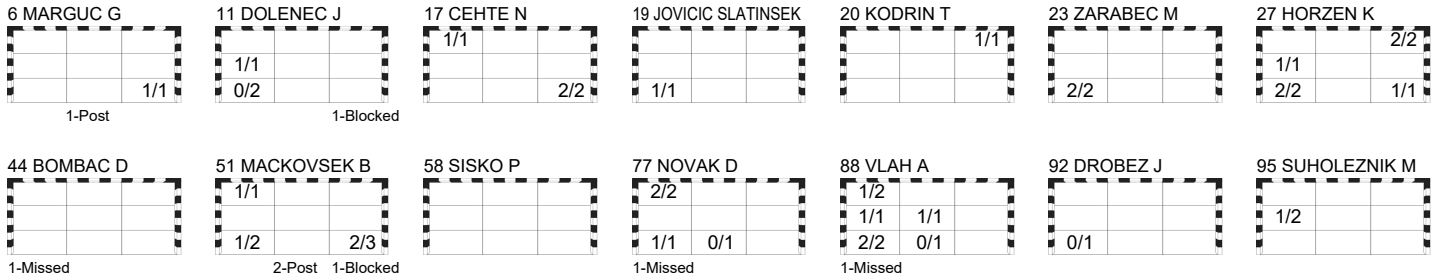 6 MARGUC G 11 DOLENEC J 17 CEHTE N 19 JOVICIC SLATINSEK 20 KODRIN T 23 ZARABEC M 27 HORZEN K
1/1 1/1 2/2
1/1 1/1
1/1 0/2 2/2 1/1 2/2 2/2 1/1
1-Post 1-Blocked
44 BOMBAC D 51 MACKOVSEK B 58 SISKO P 77 NOVAK D 88 VLAH A 92 DROBEZ J 95 SUHOLEZNIK M
1/1 2/2 1/2
1/1 1/1 1/2
1/2 2/3 1/1 0/1 2/2 0/1 0/1
1-Missed 2-Post 1-Blocked 1-Missed 1-Missed